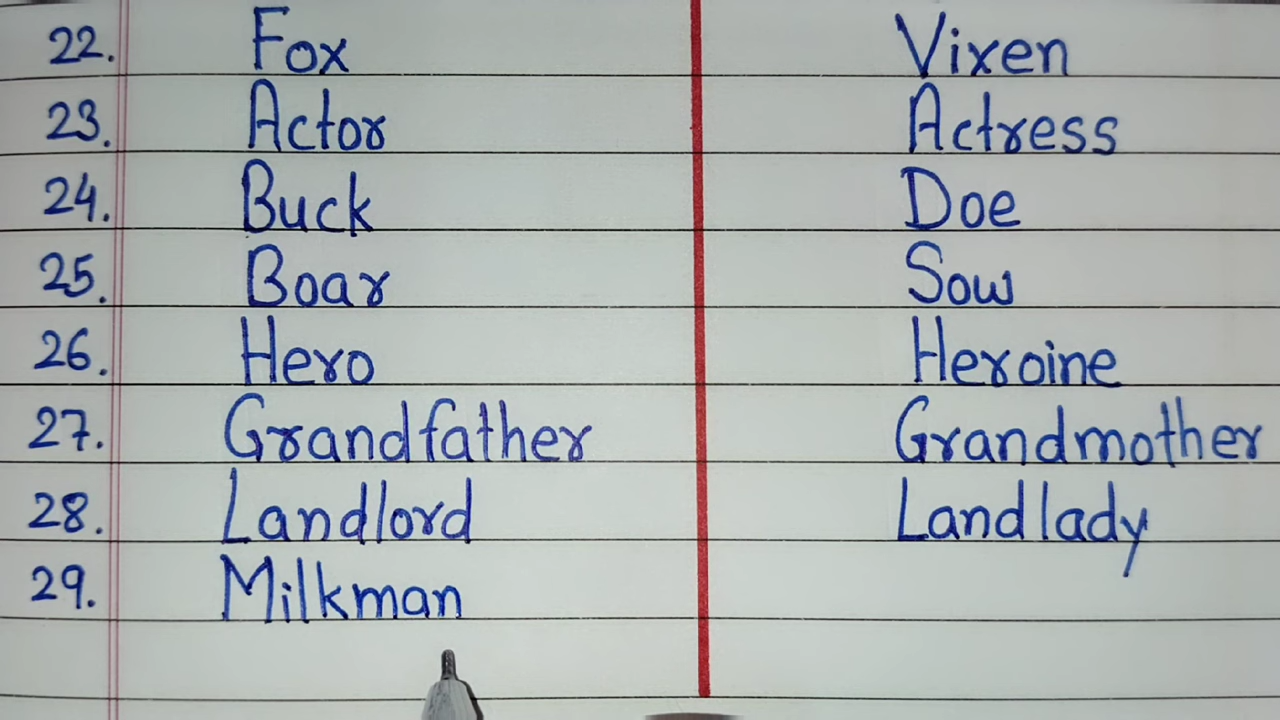 22. Fox Vixen
23. Actor Actress
24. Buck Doe
25. Boar Sow
26. Hero Heroine
27. Grandfather Grandmother
28. Landlord Landlady
29. Milkman